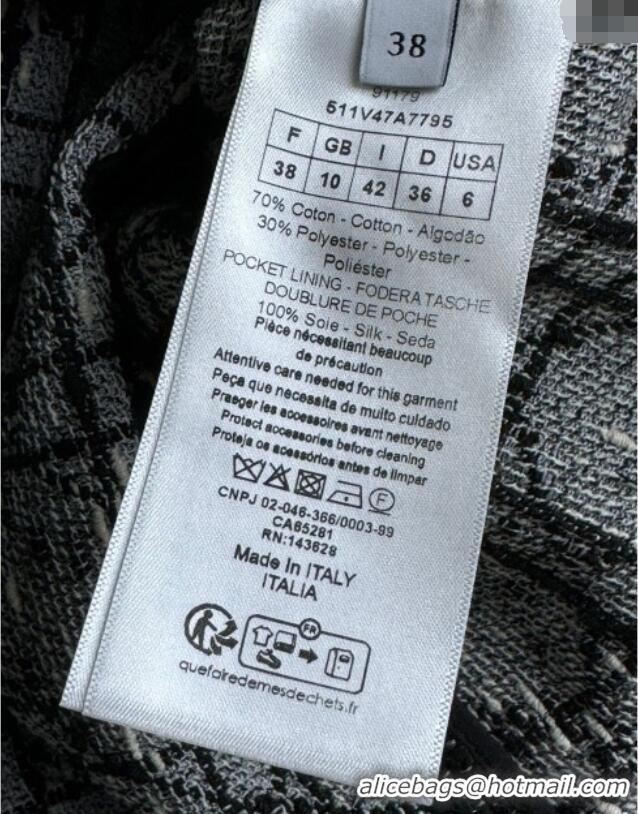 38
91179
511V47A7795
F GB I D USA
38 10 42 36 6
70% Coton - Cotton - Algodão
30% Polyester - Polyester -
Poliéster
POCKET LINING - FODERA TASCHE
DOUBLURE DE POCHE
100% Soie - Silk - Seda
Pièce nécessitant beaucoup
de précaution
Attentive care needed for this garment
Peça que necessita de muito cuidado
Praeger les accessoires avant nettoyage
Protect accessories before cleaning
Proteja os acessórios antes de limpar
F
CNPJ 02-046-366/0003-99
CA65281
RN:143628
Made In ITALY
ITALIA
FR
quefairedemesdechets.fr
alicebags@hotmail.com